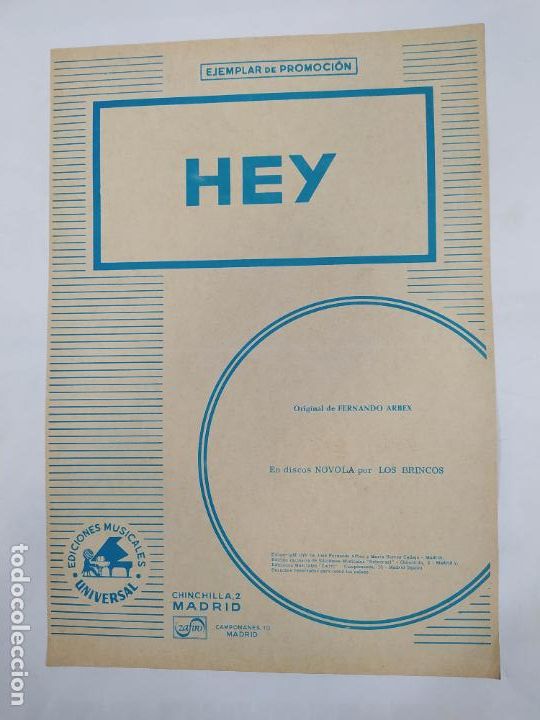 EJEMPLAR DE PROMOCIÓN
HEY
Original de FERNANDO ARBEX
En discos NOVOLA por LOS BRINCOS
EDICIONES MUSICALES
UNIVERSAL
CHINCHILLA, 2
MADRID
zafiro
CAMPOMANES, 10
MADRID
todocoleccion